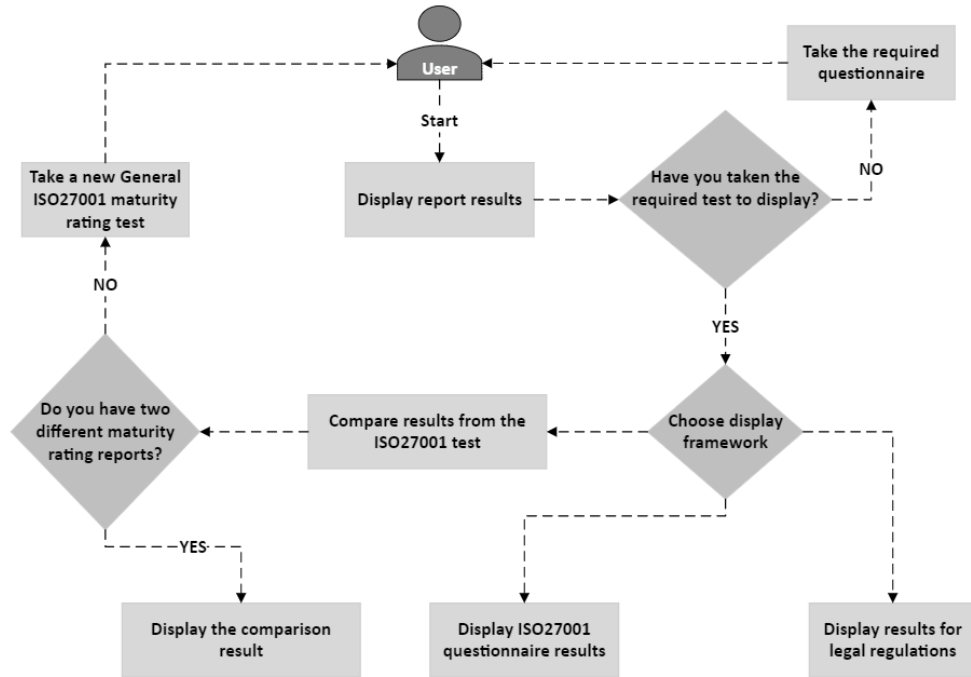 User
Take the required
questionnaire
Start
Take a new General
ISO27001 maturity
rating test
Display report results
Have you taken the
required test to display?
NO
NO
YES
Do you have two
different maturity
rating reports?
Compare results from the
ISO27001 test
Choose display
framework
YES
Display the comparison
result
Display ISO27001
questionnaire results
Display results for
legal regulations